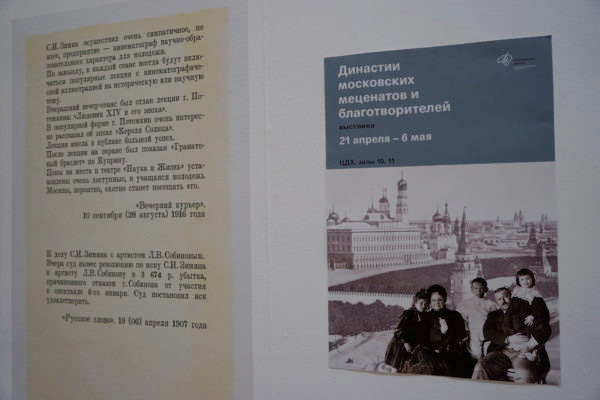 С.И. Зимин осуществил очень симпатичное, по
идее, предприятие — кинематограф научно-обра-
зовательного характера для молодежи.
По замыслу, в каждый сеанс всегда будут вклю-
чаться популярные лекции с кинематографиче-
ской иллюстрацией на историческую или научную
тему.
Вчерашний вечер-сеанс был отдан лекции г. По-
темкина: «Людовик XIV и его эпоха».
В популярной форме г. Потемкин очень интерес-
но рассказал об эпохе «Короля Солнца».
Лекция имела в публике большой успех.
После лекции на экране был показан «Гранато-
вый браслет» по Куприну.
Цены на места в театре «Наука и Жизнь» уста-
новлены очень доступные, и учащаяся молодежь
Москвы, вероятно, охотно станет посещать его.
«Вечерний курьер».
10 сентября (28 августа) 1916 года
К делу С.И. Зимина с артистом Л.В. Собиновым.
Вчера суд вынес резолюцию по иску С.И. Зимина
к артисту Л.В. Собинову в 3 674 р. убытка,
причиненного отказом г. Собинова от участия
в спектакле 6-го января. Суд постановил иск
удовлетворить.
«Русское слово». 19 (06) апреля 1907 года
Династии
московских
меценатов и
благотворителей
выставка
21 апреля – 6 мая
ЦДХ, залы 10, 11